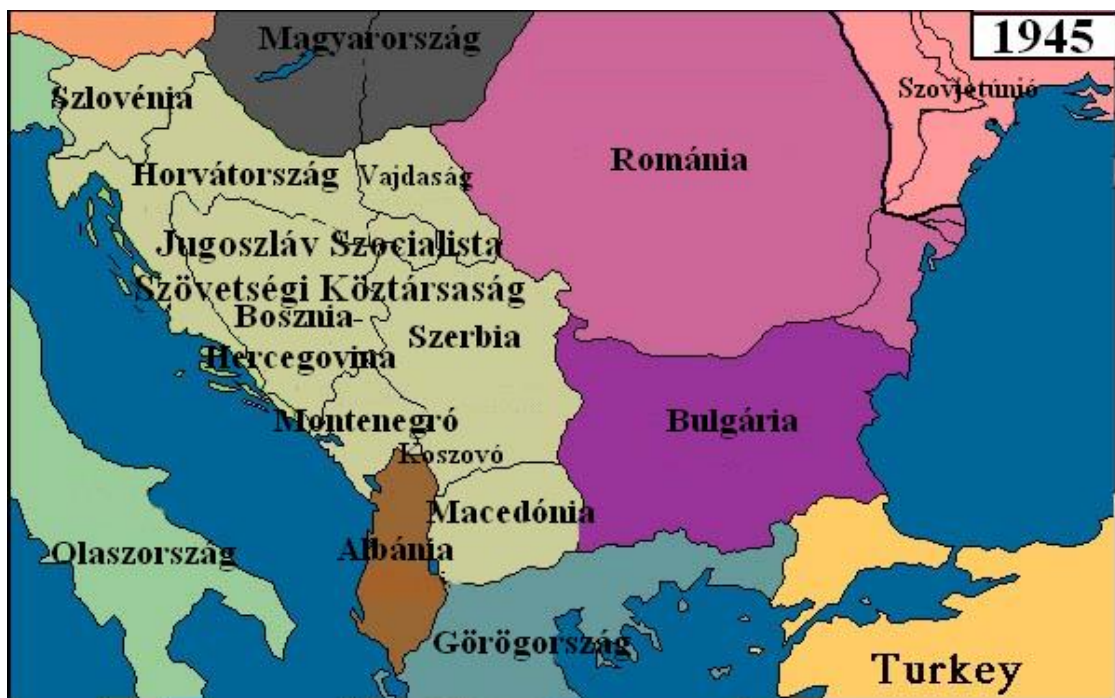 Magyarország
1945
Szlovénia
Szovjetúnió
Horvátország
Vajdaság
Románia
Jugoszláv Szocialista
Szövetségi Köztársaság
Bosznia
Hercegovina
Szerbia
Montenegró
Koszovó
Bulgária
Macedónia
Olaszország
Albánia
Görögország
Turkey